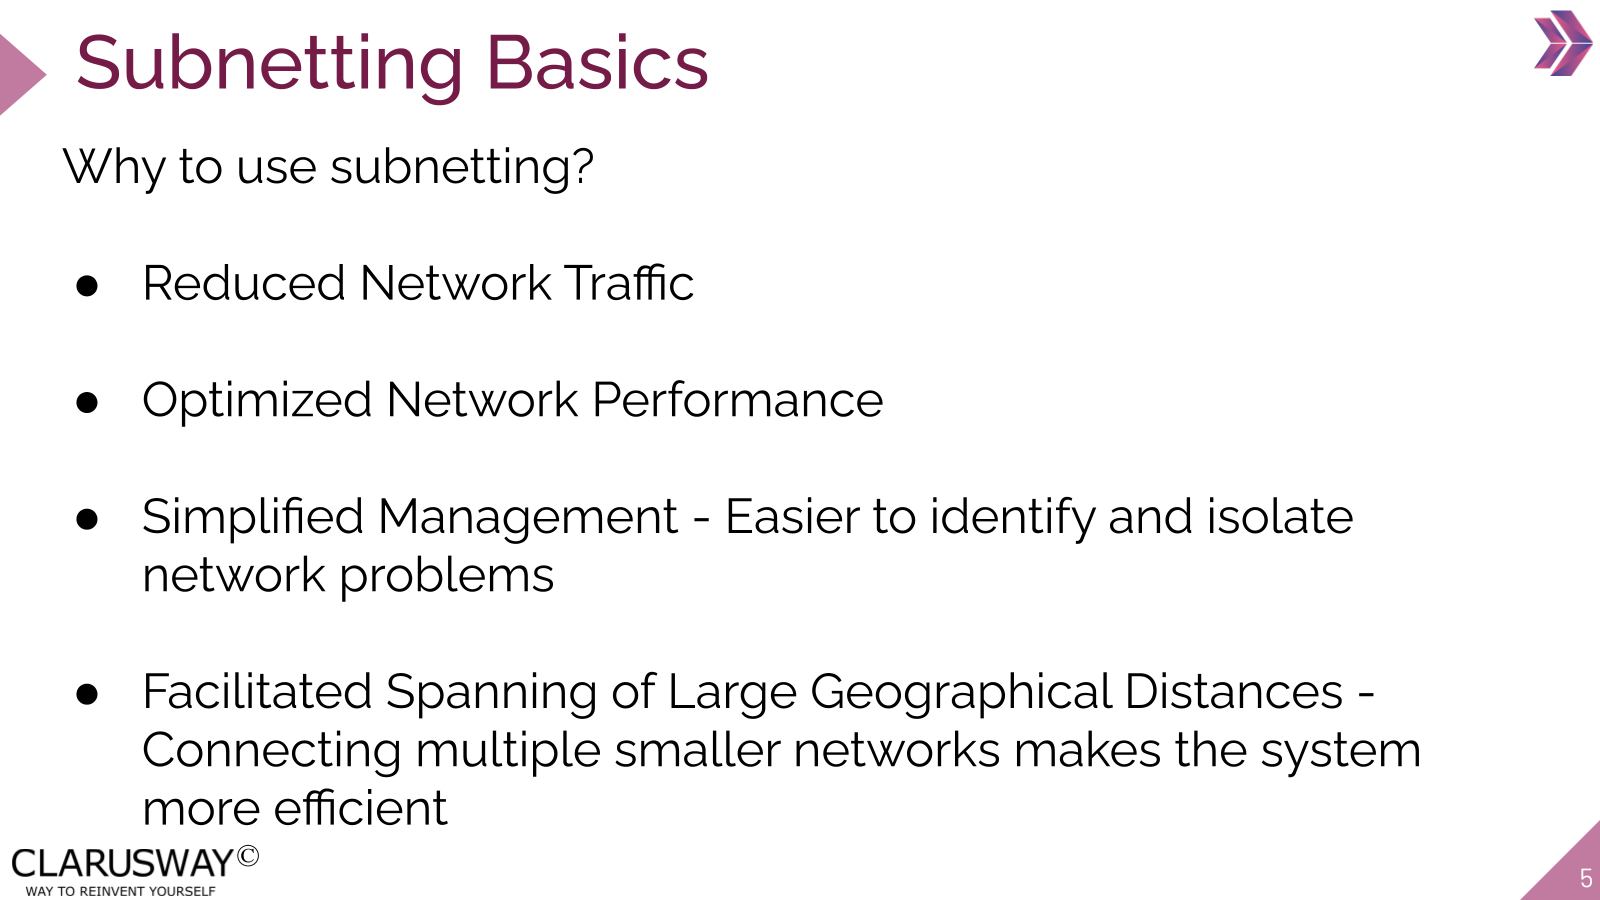 Subnetting Basics
Why to use subnetting?
● Reduced Network Traffic
● Optimized Network Performance
● Simplified Management - Easier to identify and isolate
network problems
● Facilitated Spanning of Large Geographical Distances -
Connecting multiple smaller networks makes the system
more efficient
CLARUSWAY©
WAY TO REINVENT YOURSELF
5